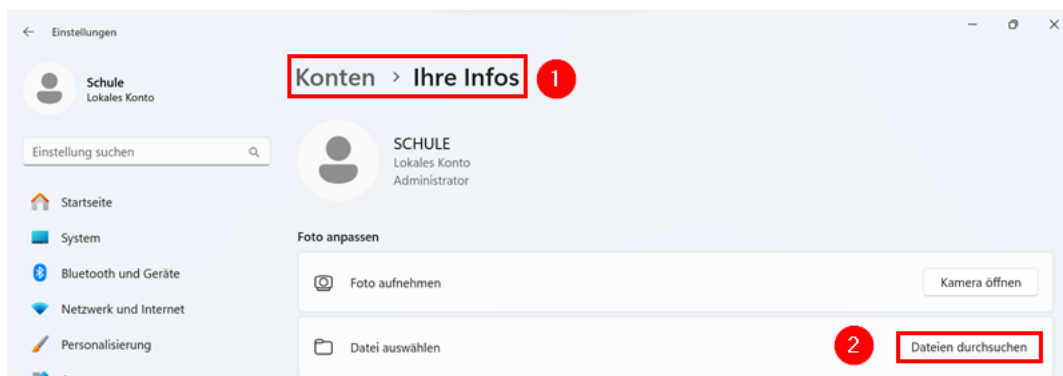 Einstellungen
Schule
Lokales Konto
Einstellung suchen
Startseite
System
Bluetooth und Geräte
Netzwerk und Internet
Personalisierung
Konten > Ihre Infos 1
SCHULE
Lokales Konto
Administrator
Foto anpassen
Foto aufnehmen
Kamera öffnen
Datei auswählen
2 Dateien durchsuchen